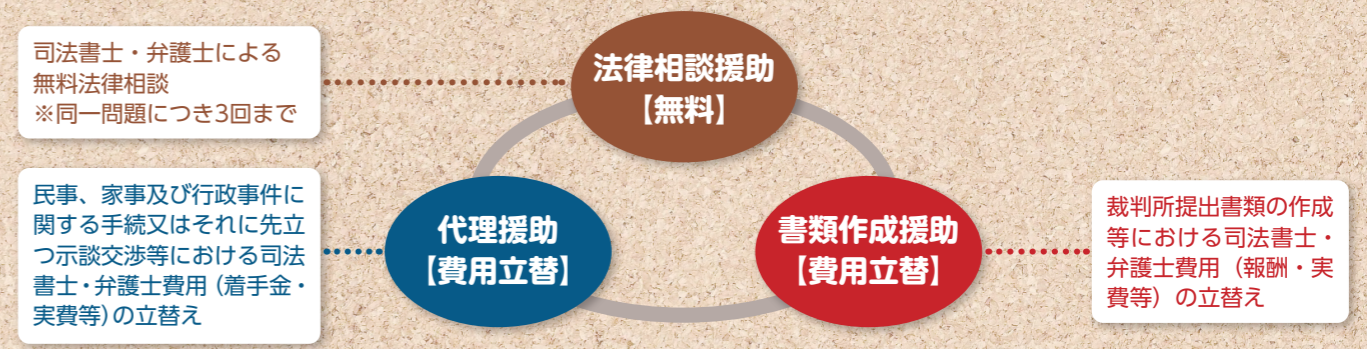 司法書士・弁護士による
無料法律相談
※同一問題につき3回まで
法律相談援助
【無料】
民事、家事及び行政事件に
関する手続又はそれに先立
つ示談交渉等における司法
書士・弁護士費用（着手金・
実費等）の立替え
代理援助
【費用立替】
書類作成援助
【費用立替】
裁判所提出書類の作成
等における司法書士・
弁護士費用（報酬・実
費等）の立替え